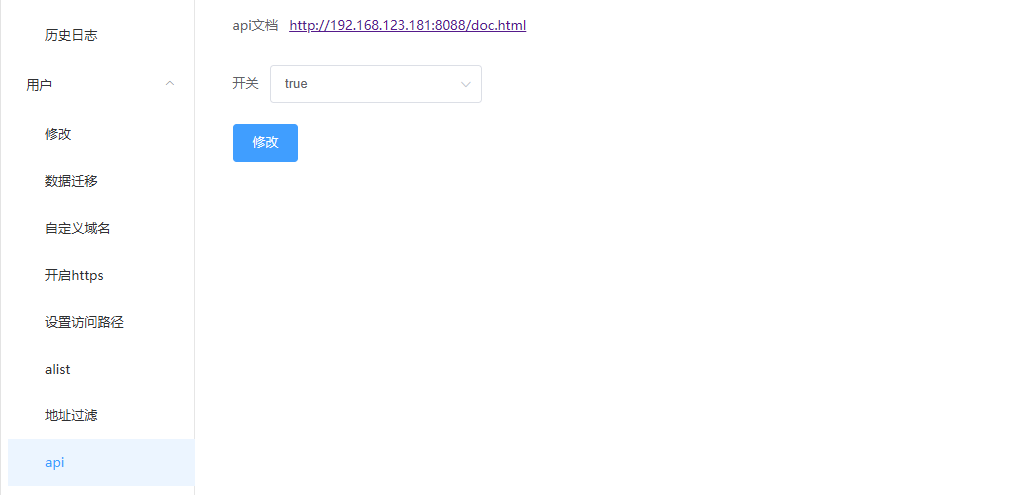 历史日志
用户
修改
数据迁移
自定义域名
开启https
设置访问路径
alist
地址过滤
api
api文档 http://192.168.123.181:8088/doc.html
开关 true
修改